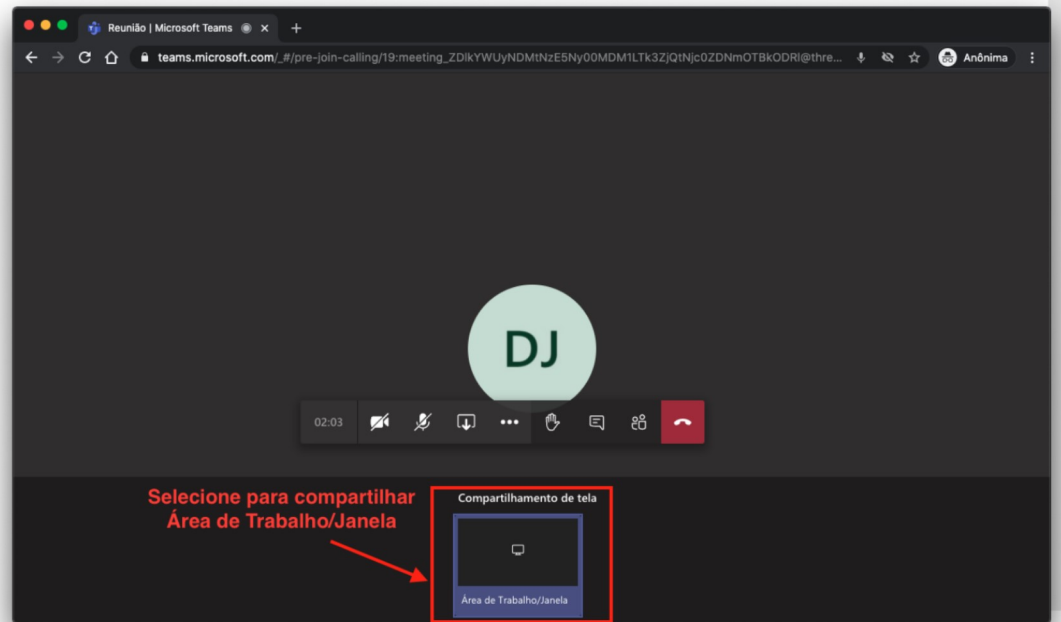 Reunião | Microsoft Teams
teams.microsoft.com/_#/pre-join-calling/19:meeting_ZDlkYWUyNDMtNzE5Ny00MDM1LTk3ZjQtNjc0ZDNmOTBkODRl@thre...
Anônima
DJ
02:03
Selecione para compartilhar
Área de Trabalho/Janela
Compartilhamento de tela
Área de Trabalho/Janela